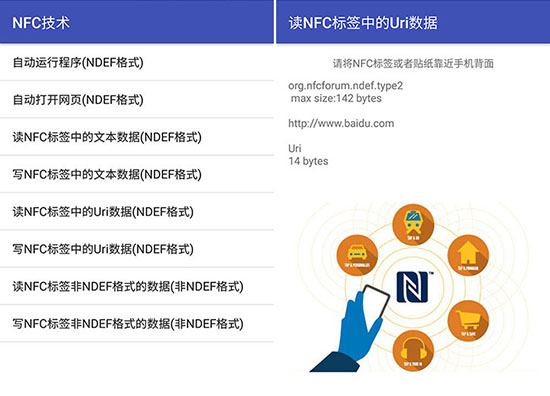 NFC技术
自动运行程序(NDEF格式)
自动打开网页(NDEF格式)
读NFC标签中的文本数据(NDEF格式)
写NFC标签中的文本数据(NDEF格式)
读NFC标签中的Uri数据(NDEF格式)
写NFC标签中的Uri数据(NDEF格式)
读NFC标签非NDEF格式的数据(非NDEF格式)
写NFC标签非NDEF格式的数据(非NDEF格式)
读NFC标签中的Uri数据
请将NFC标签或者贴纸靠近手机背面
org.nfcforum.ndef.type2
max size:142 bytes
http://www.baidu.com
Uri
14 bytes
N™